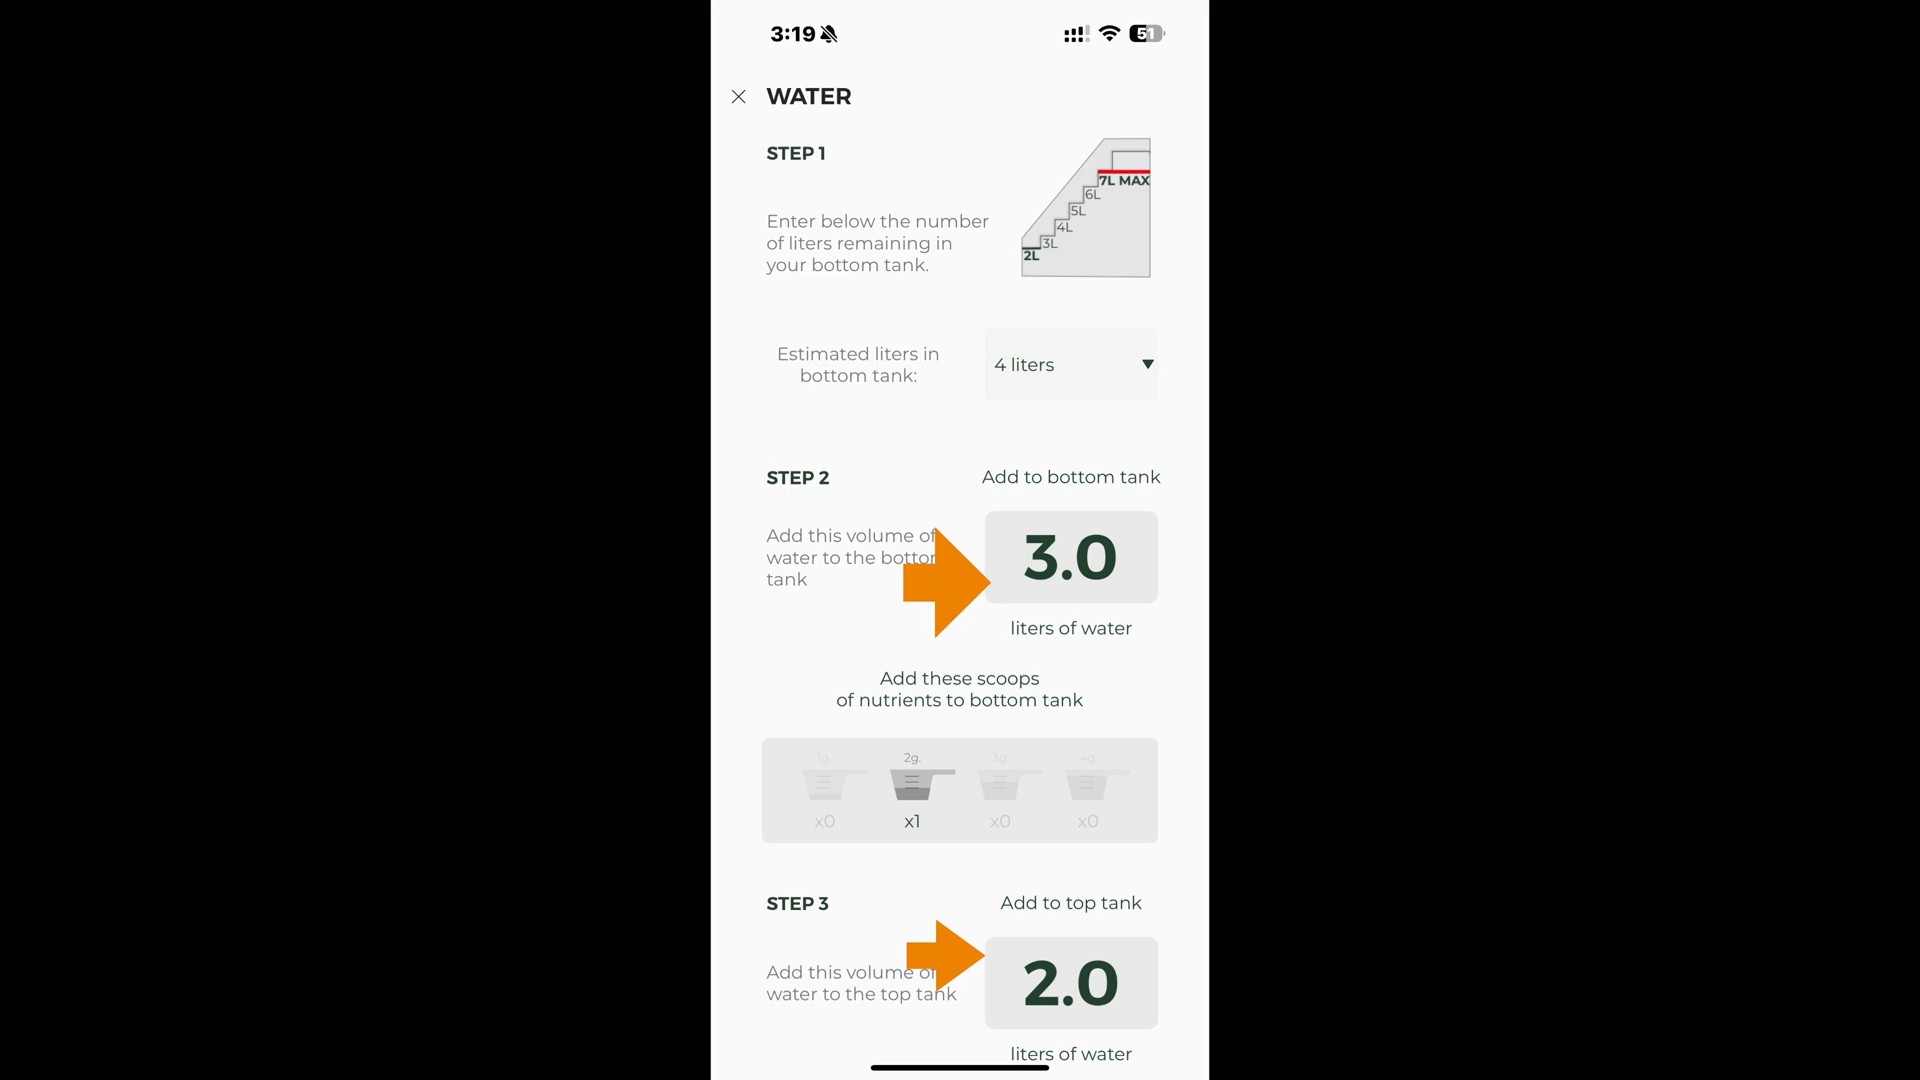 3:19
51
WATER
STEP 1
Enter below the number
of liters remaining in
your bottom tank.
7L MAX
6L
5L
4L
3L
2L
Estimated liters in
bottom tank:
4 liters
STEP 2
Add to bottom tank
Add this volume of
water to the bottom
tank
3.0
liters of water
Add these scoops
of nutrients to bottom tank
1g. 2g. 3g. 4g.
x0 x1 x0 x0
STEP 3
Add to top tank
Add this volume of
water to the top tank
2.0
liters of water